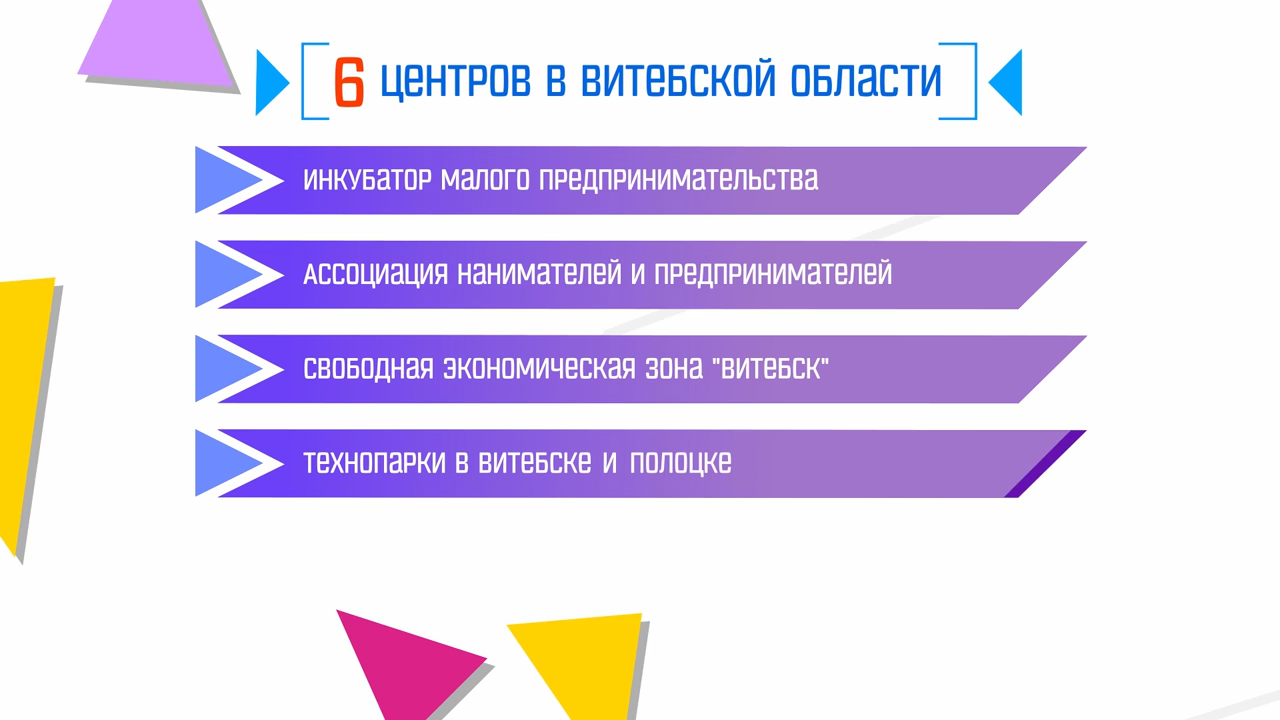 6 ЦЕНТРОВ В ВИТЕБСКОЙ ОБЛАСТИ
ИНКУБАТОР МАЛОГО ПРЕДПРИНИМАТЕЛЬСТВА
АССОЦИАЦИЯ НАНИМАТЕЛЕЙ И ПРЕДПРИНИМАТЕЛЕЙ
СВОБОДНАЯ ЭКОНОМИЧЕСКАЯ ЗОНА "ВИТЕБСК"
ТЕХНОПАРКИ В ВИТЕБСКЕ И ПОЛОЦКЕ